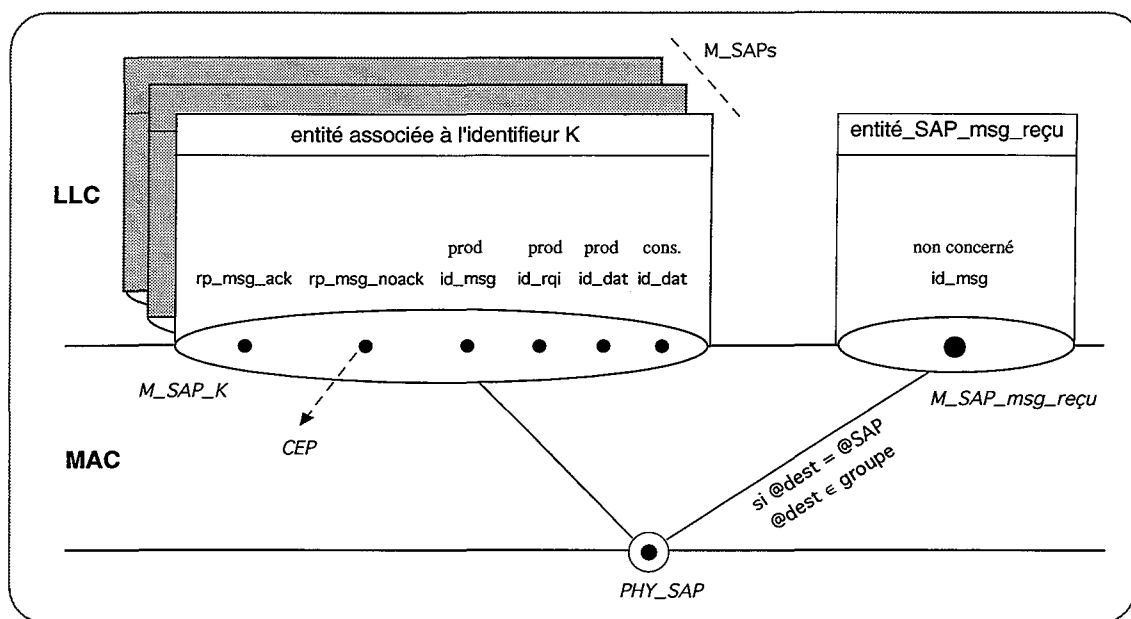 M_SAPs
entité associée à l'identifieur K
entité_SAP_msg_reçu
LLC
prod prod prod cons.
rp_msg_ack rp_msg_noack id_msg id_rqi id_dat id_dat
non concerné
id_msg
M_SAP_K
M_SAP_msg_reçu
CEP
MAC
si @dest = @SAP
@dest ∈ groupe
PHY_SAP